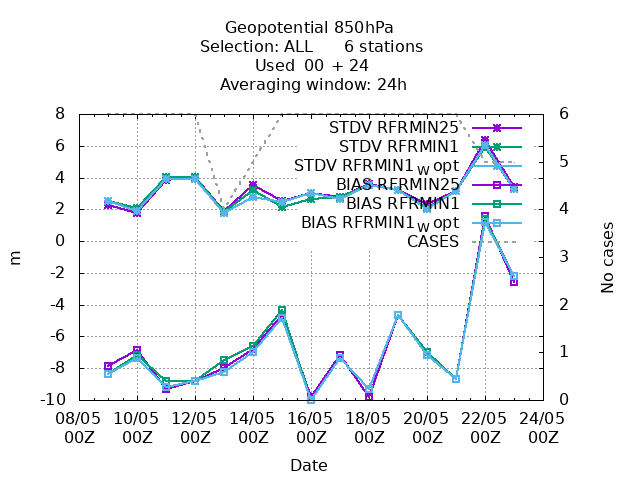 Geopotential 850hPa
Selection: ALL 6 stations
Used 00 + 24
Averaging window: 24h
8
6
4
2
0
-2
-4
-6
-8
-10
m
6
5
4
3
2
1
0
No cases
STDV RFRMIN25
STDV RFRMIN1
STDV RFRMIN1w opt
BIAS RFRMIN25
BIAS RFRMIN1
BIAS RFRMIN1w opt
CASES
08/05 10/05 12/05 14/05 16/05 18/05 20/05 22/05 24/05
00Z 00Z 00Z 00Z 00Z 00Z 00Z 00Z 00Z
Date